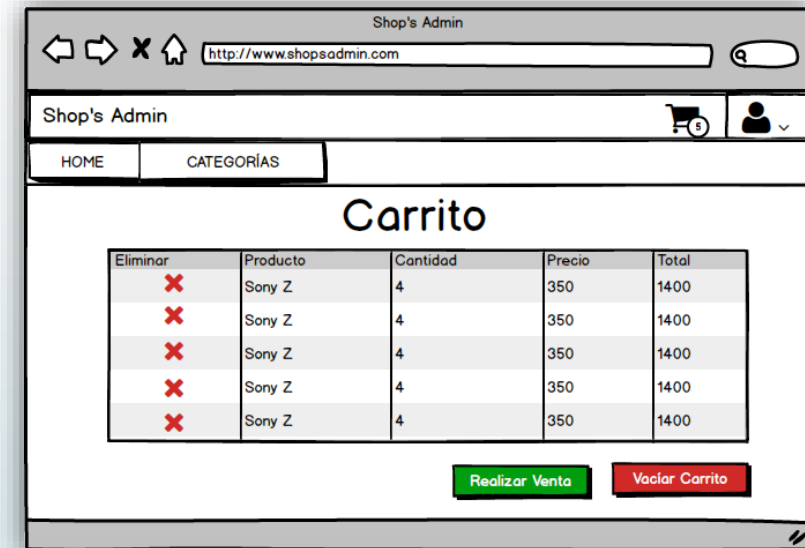 Shop's Admin
http://www.shopsadmin.com
Shop's Admin
5
HOME CATEGORÍAS
Carrito
Eliminar Producto Cantidad Precio Total
Sony Z 4 350 1400
Sony Z 4 350 1400
Sony Z 4 350 1400
Sony Z 4 350 1400
Sony Z 4 350 1400
Realizar Venta Vacíar Carrito